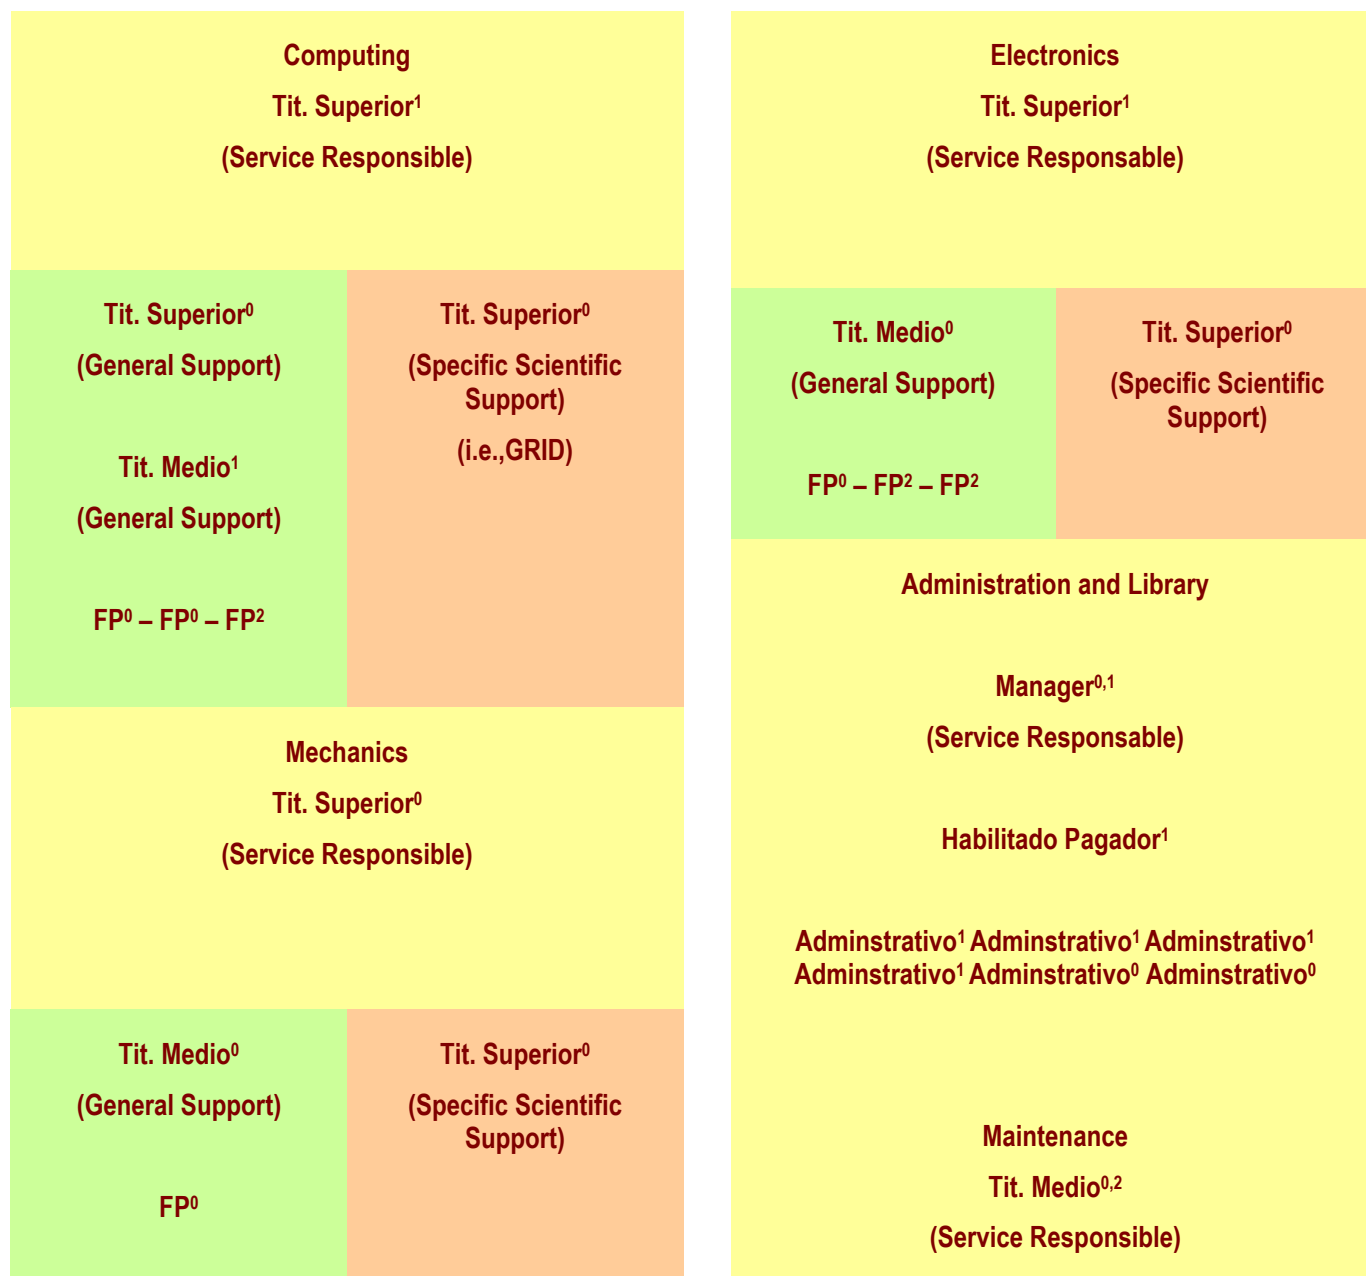 Computing
Tit. Superior¹
(Service Responsible)
Tit. Superior⁰
(General Support)
Tit. Medio¹
(General Support)
FP⁰ – FP⁰ – FP²
Tit. Superior⁰
(Specific Scientific
Support)
(i.e.,GRID)
Mechanics
Tit. Superior⁰
(Service Responsible)
Tit. Medio⁰
(General Support)
FP⁰
Tit. Superior⁰
(Specific Scientific
Support)
Electronics
Tit. Superior¹
(Service Responsable)
Tit. Medio⁰
(General Support)
FP⁰ – FP² – FP²
Tit. Superior⁰
(Specific Scientific
Support)
Administration and Library
Manager⁰,¹
(Service Responsable)
Habilitado Pagador¹
Adminstrativo¹ Adminstrativo¹ Adminstrativo¹
Adminstrativo¹ Adminstrativo⁰ Adminstrativo⁰
Maintenance
Tit. Medio⁰,²
(Service Responsible)